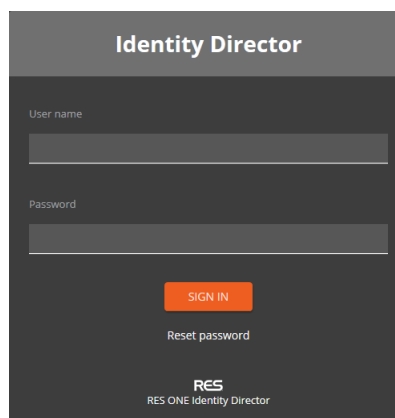 Identity Director
User name
Password
SIGN IN
Reset password
RES
RES ONE Identity Director